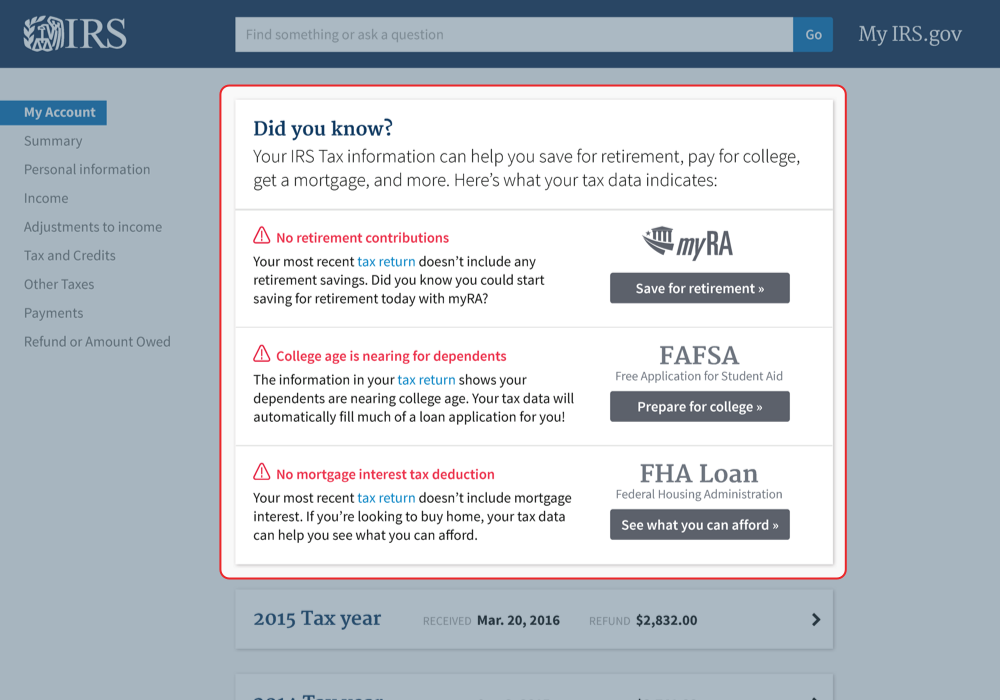 IRS
Find something or ask a question
Go
My IRS.gov
My Account
Summary
Personal information
Income
Adjustments to income
Tax and Credits
Other Taxes
Payments
Refund or Amount Owed
Did you know?
Your IRS Tax information can help you save for retirement, pay for college,
get a mortgage, and more. Here’s what your tax data indicates:
No retirement contributions
Your most recent tax return doesn’t include any
retirement savings. Did you know you could start
saving for retirement today with myRA?
myRA
Save for retirement »
College age is nearing for dependents
The information in your tax return shows your
dependents are nearing college age. Your tax data will
automatically fill much of a loan application for you!
FAFSA
Free Application for Student Aid
Prepare for college »
No mortgage interest tax deduction
Your most recent tax return doesn’t include mortgage
interest. If you’re looking to buy home, your tax data
can help you see what you can afford.
FHA Loan
Federal Housing Administration
See what you can afford »
2015 Tax year RECEIVED Mar. 20, 2016 REFUND $2,832.00